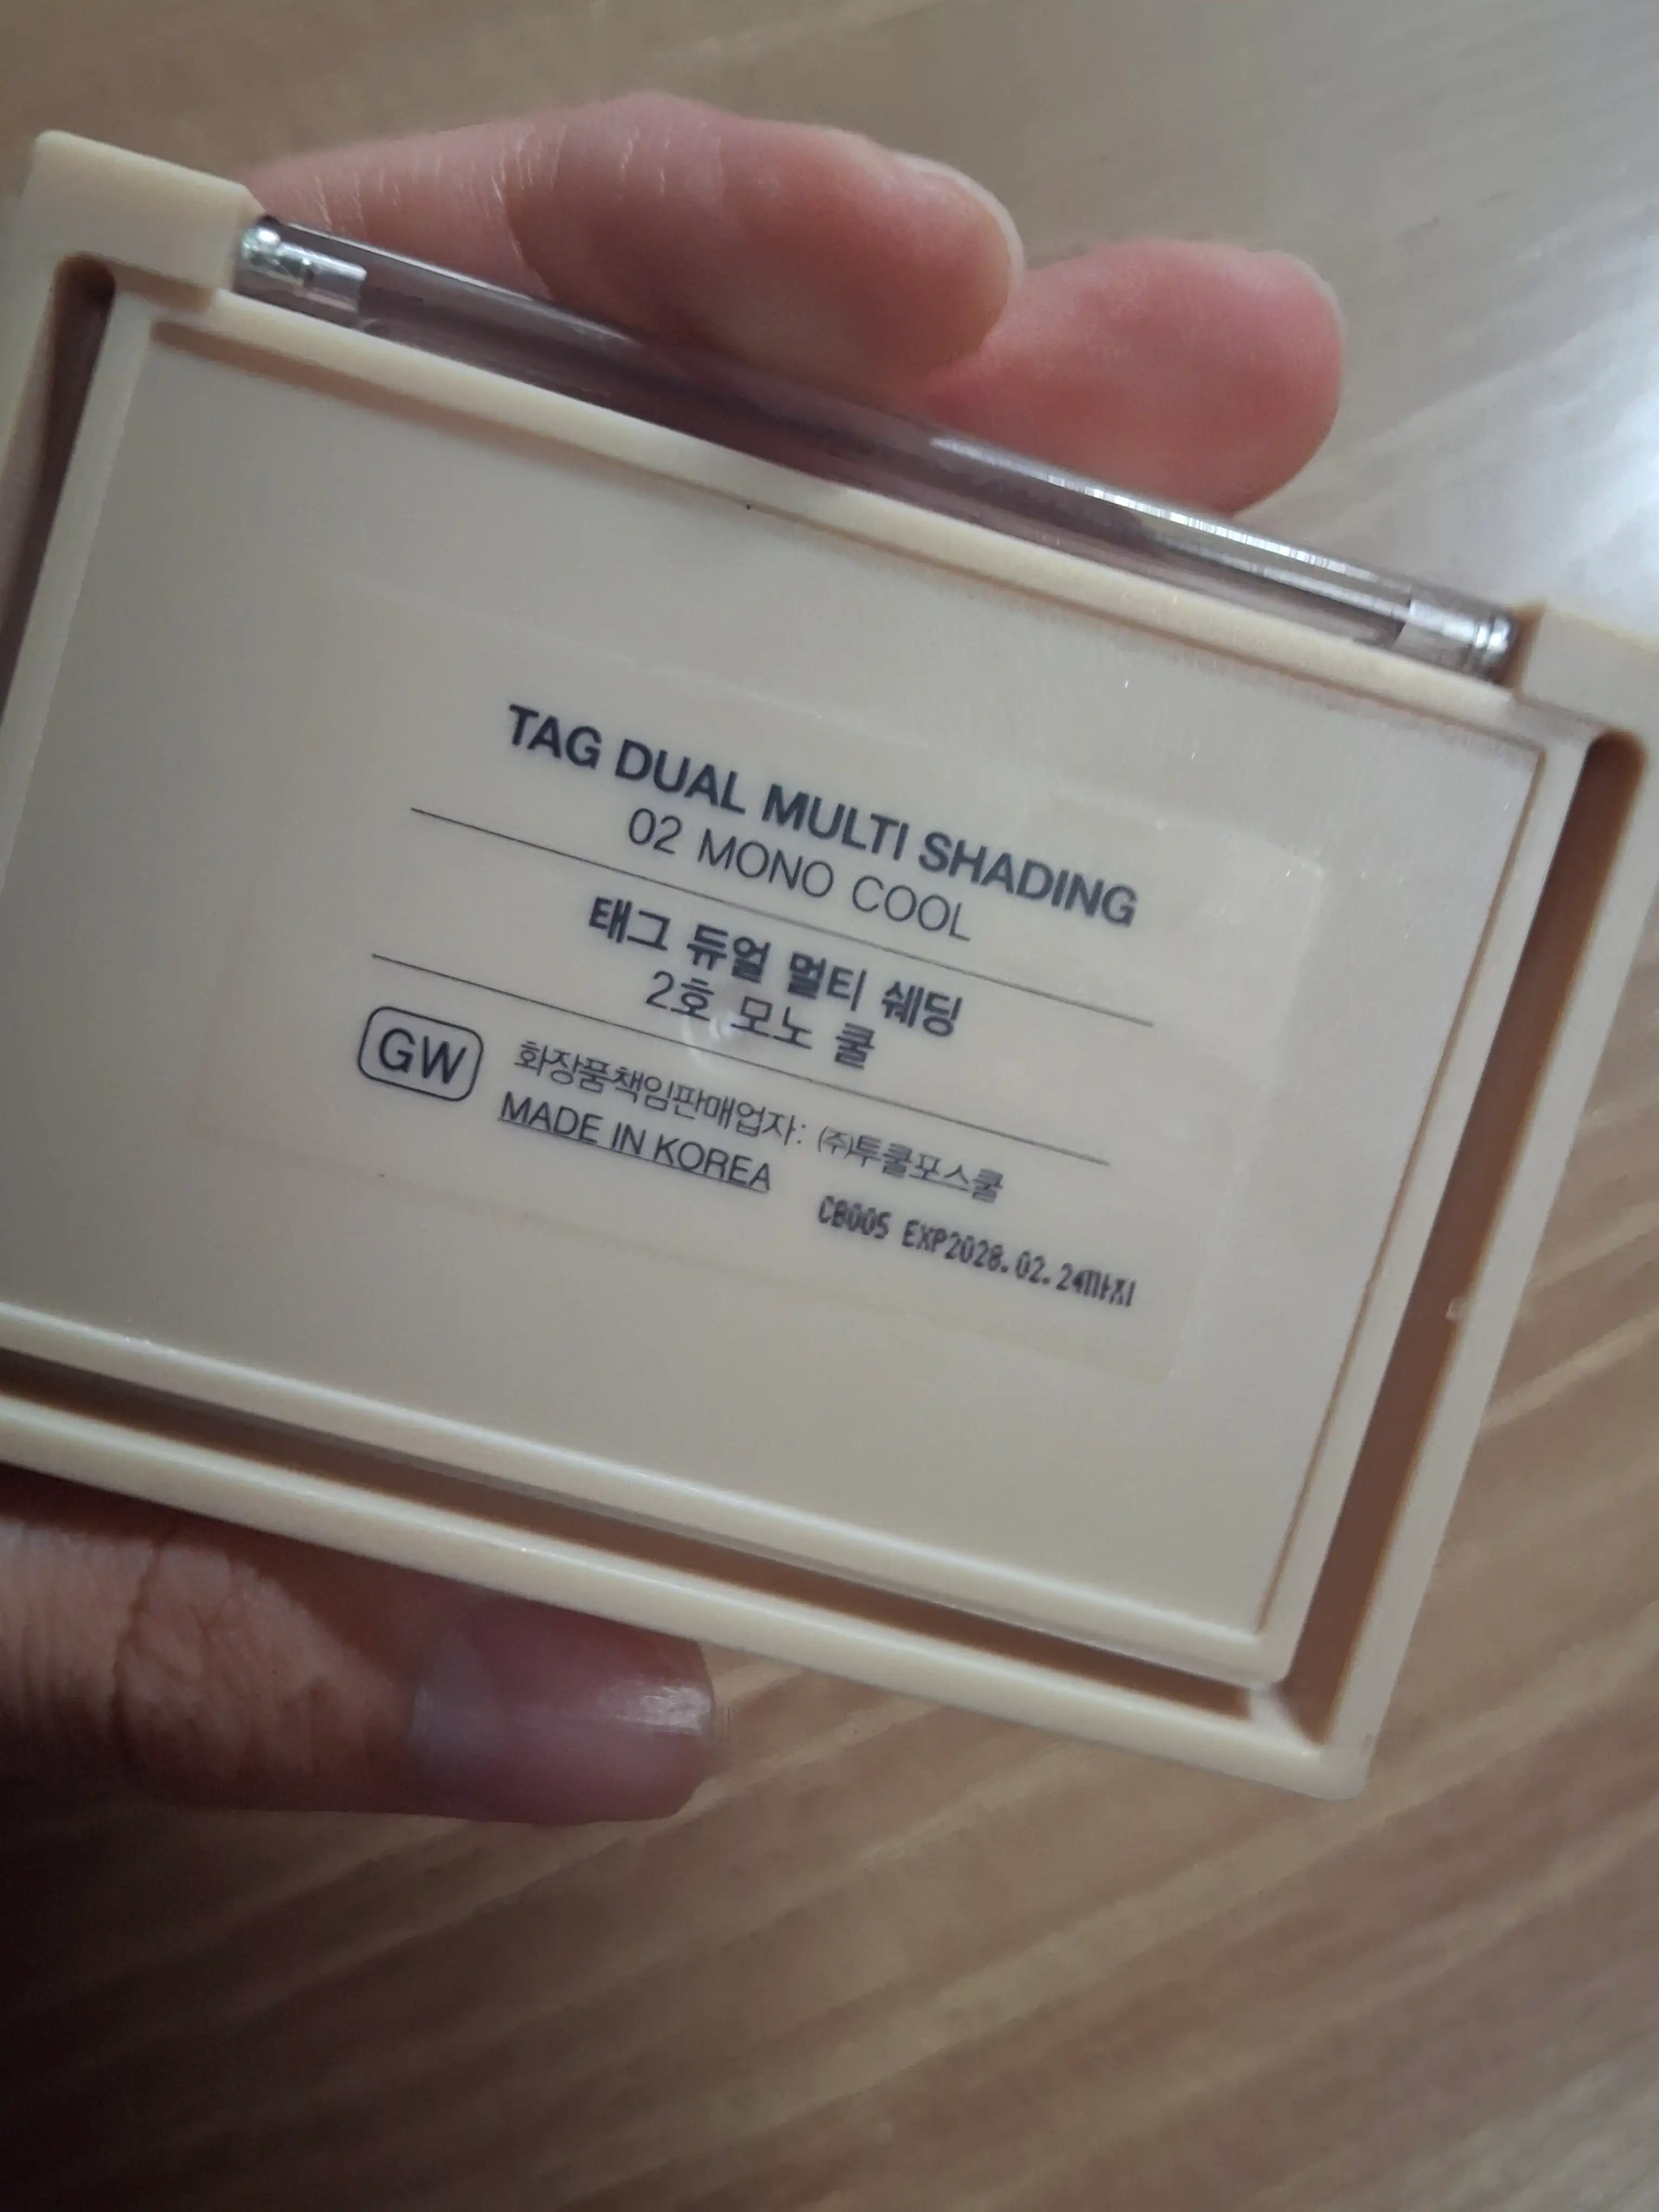 TAG DUAL MULTI SHADING
02 MONO COOL
태그 듀얼 멀티 쉐딩
2호 모노 쿨
GW
화장품책임판매업자: ㈜투쿨포스쿨
MADE IN KOREA
CB005 EXP2028.02.24까지